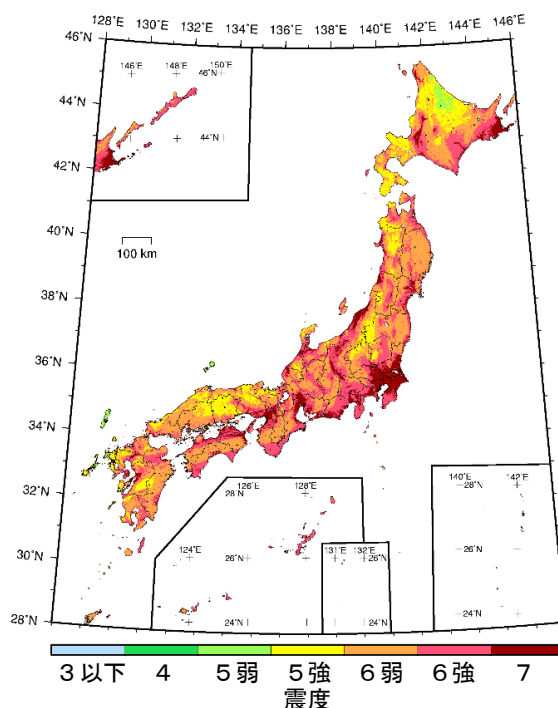 128˚E 130˚E 132˚E 134˚E 136˚E 138˚E 140˚E 142˚E 144˚E 146˚E
46˚N
146˚E 148˚E 150˚E
46˚N
44˚N
44˚N
42˚N
40˚N
100 km
38˚N
36˚N
34˚N
32˚N
126˚E 128˚E
28˚N
140˚E 142˚E
28˚N
30˚N
124˚E
26˚N
131˚E 132˚E
26˚N
26˚N
28˚N
24˚N
24˚N
24˚N
3以下 4 5弱 5強 6弱 6強 7
震度